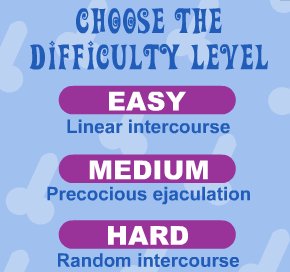 CHOOSE THE
DIFFICULTY LEVEL
EASY
Linear intercourse
MEDIUM
Precocious ejaculation
HARD
Random intercourse